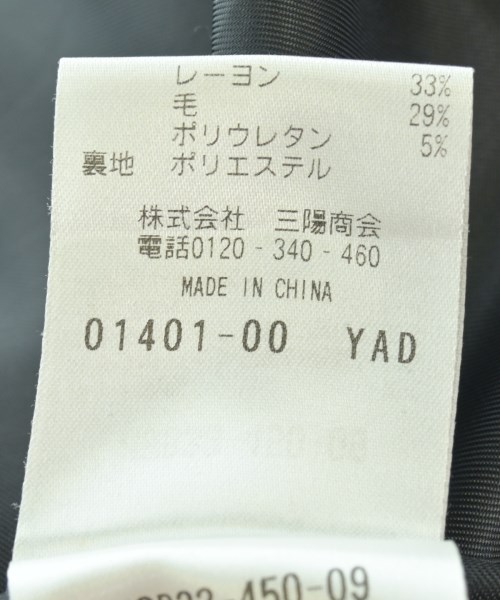 レーヨン 33%
毛 29%
ポリウレタン 5%
裏地 ポリエステル
株式会社 三陽商会
電話0120-340-460
MADE IN CHINA
01401-00 YAD
-450-09